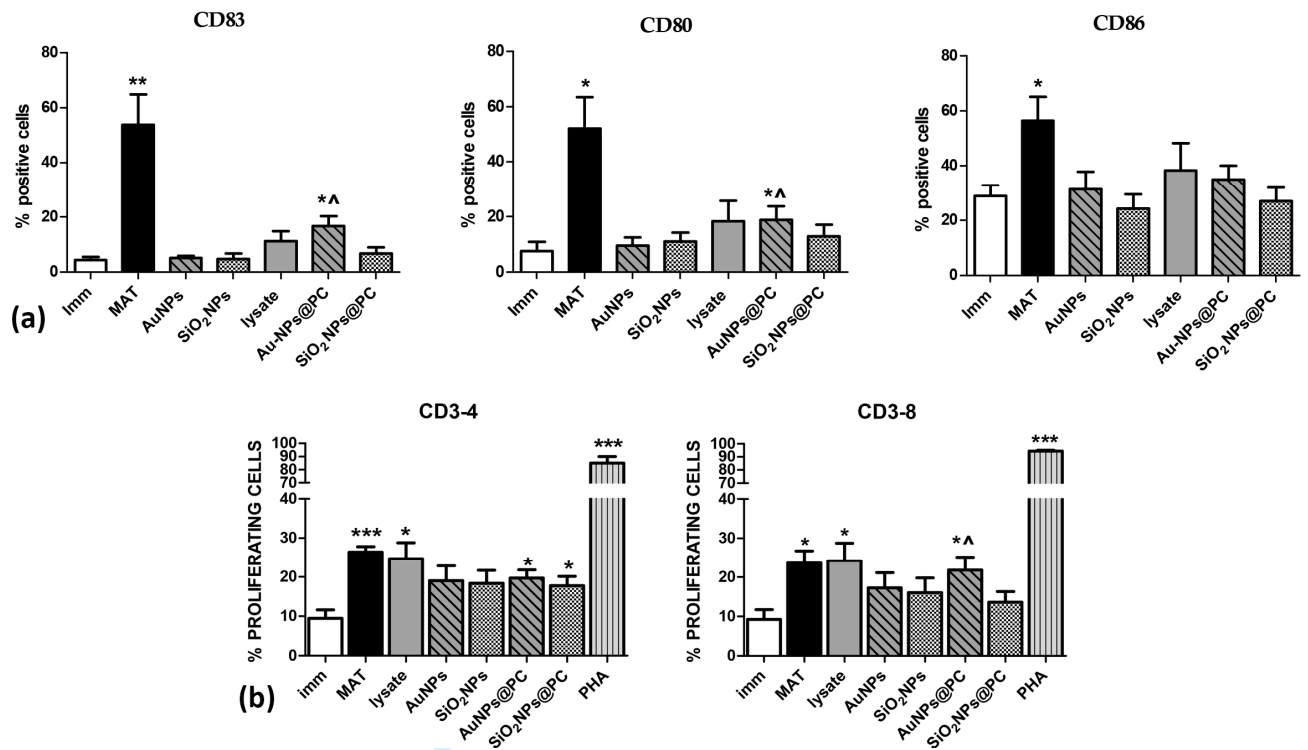 CD83
% positive cells
80
60
40
20
0
**
*^
Imm
MAT
AuNPs
SiO₂NPs
lysate
Au-NPs@PC
SiO₂NPs@PC
CD80
% positive cells
80
60
40
20
0
*
*^
Imm
MAT
AuNPs
SiO₂NPs
lysate
AuNPs@PC
SiO₂NPs@PC
CD86
% positive cells
80
60
40
20
0
*
Imm
MAT
AuNPs
SiO₂NPs
lysate
Au-NPs@PC
SiO₂NPs@PC
(a)
CD3-4
% PROLIFERATING CELLS
100
90
80
70
40
30
20
10
0
***
*
*
*
***
imm
MAT
lysate
AuNPs
SiO₂NPs
AuNPs@PC
SiO₂NPs@PC
PHA
CD3-8
% PROLIFERATING CELLS
100
90
80
70
40
30
20
10
0
*
*
*^
***
imm
MAT
lysate
AuNPs
SiO₂NPs
AuNPs@PC
SiO₂NPs@PC
PHA
(b)